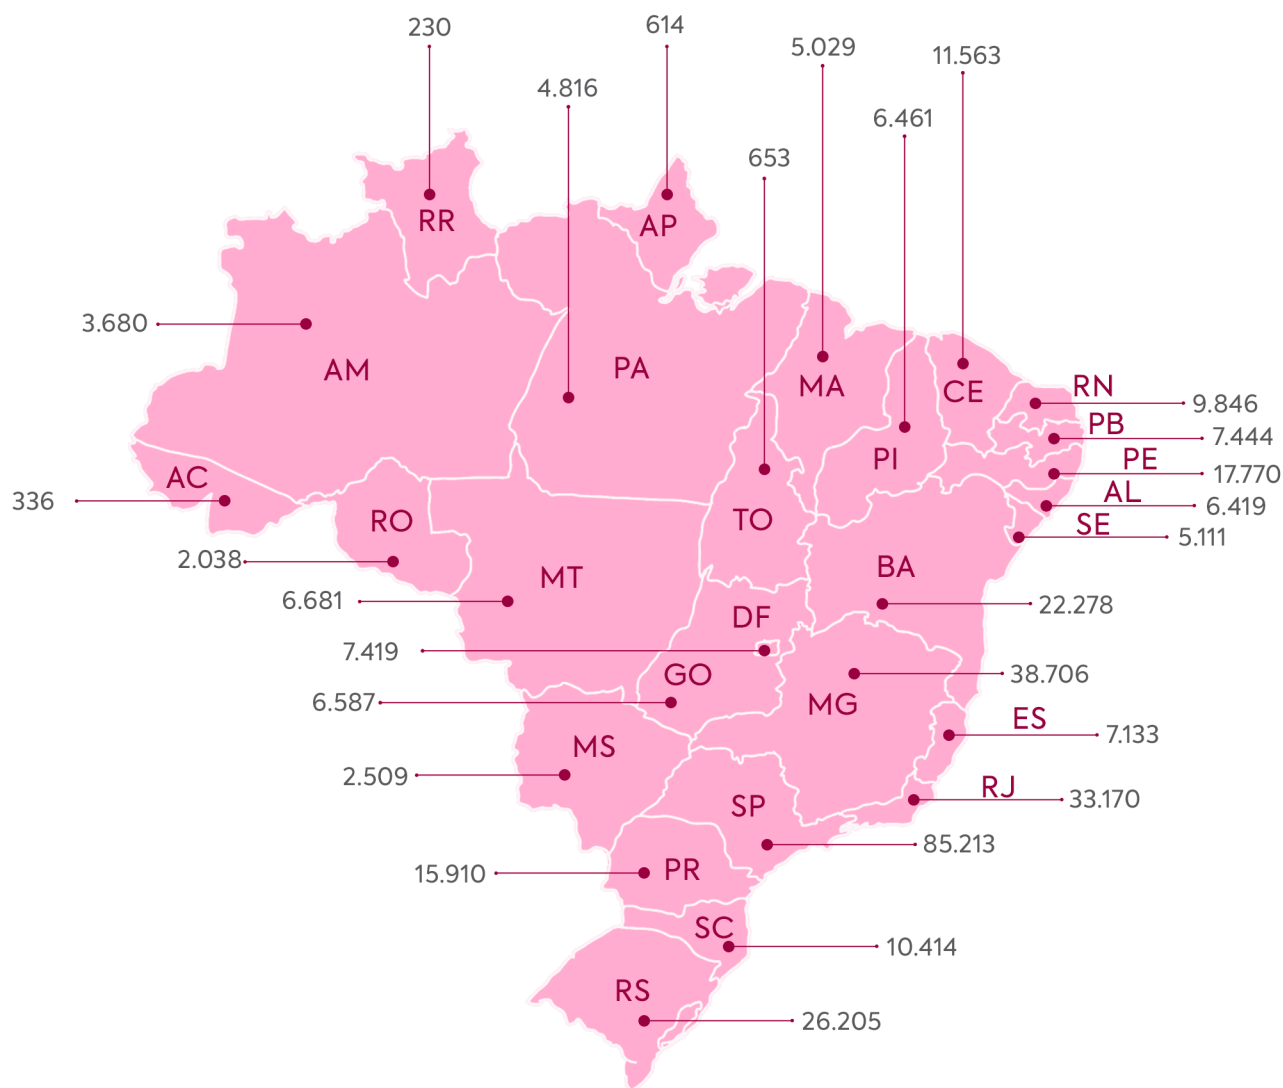 230
614
5.029
11.563
4.816
6.461
653
RR
AP
3.680
AM
PA
MA
CE
RN
9.846
PB
7.444
PI
PE
17.770
AC
AL
6.419
336
RO
TO
SE
5.111
2.038
MT
BA
6.681
22.278
DF
7.419
GO
38.706
6.587
MG
ES
7.133
MS
2.509
RJ
33.170
SP
85.213
15.910
PR
SC
10.414
RS
26.205